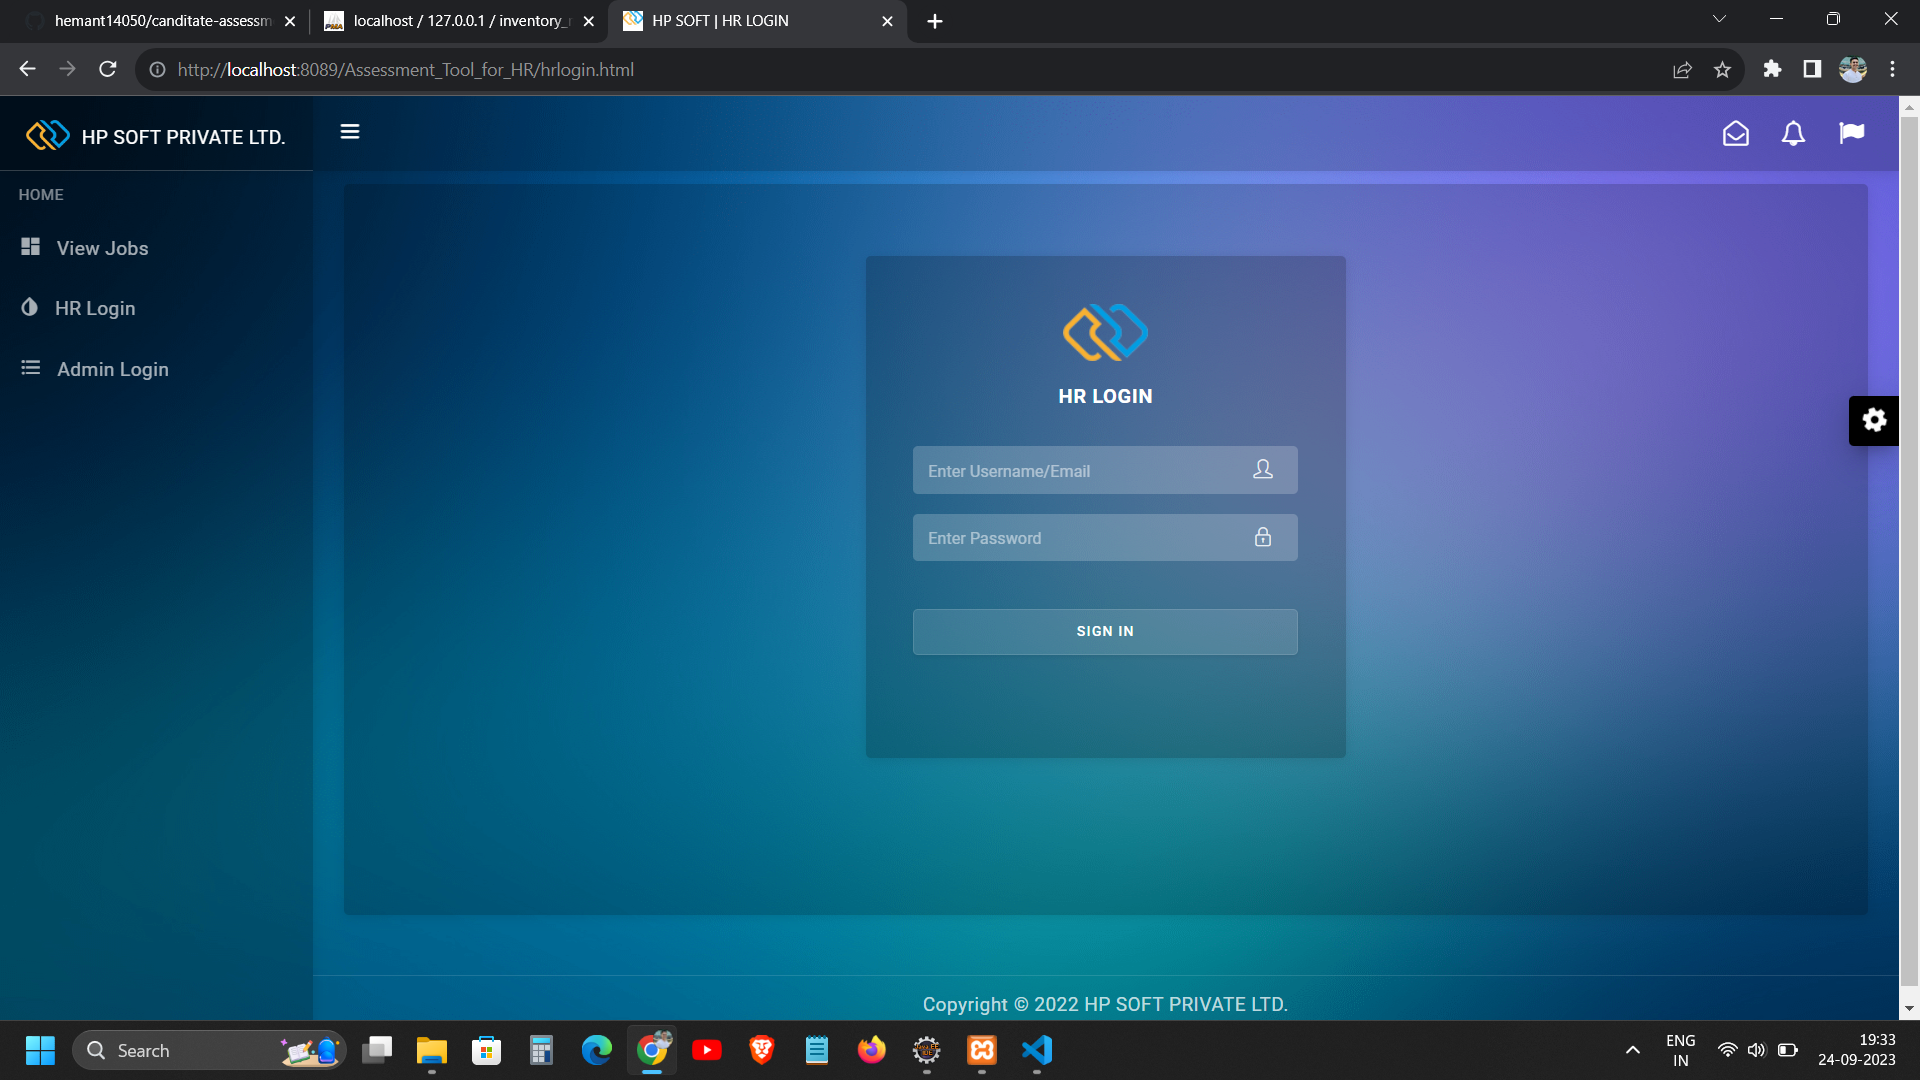 hemant14050/canditate-assessm
localhost / 127.0.0.1 / inventory_
HP SOFT | HR LOGIN
http://localhost:8089/Assessment_Tool_for_HR/hrlogin.html
HP SOFT PRIVATE LTD.
HOME
View Jobs
HR Login
Admin Login
HR LOGIN
Enter Username/Email
Enter Password
SIGN IN
Copyright © 2022 HP SOFT PRIVATE LTD.
Search
ENG
IN
19:33
24-09-2023